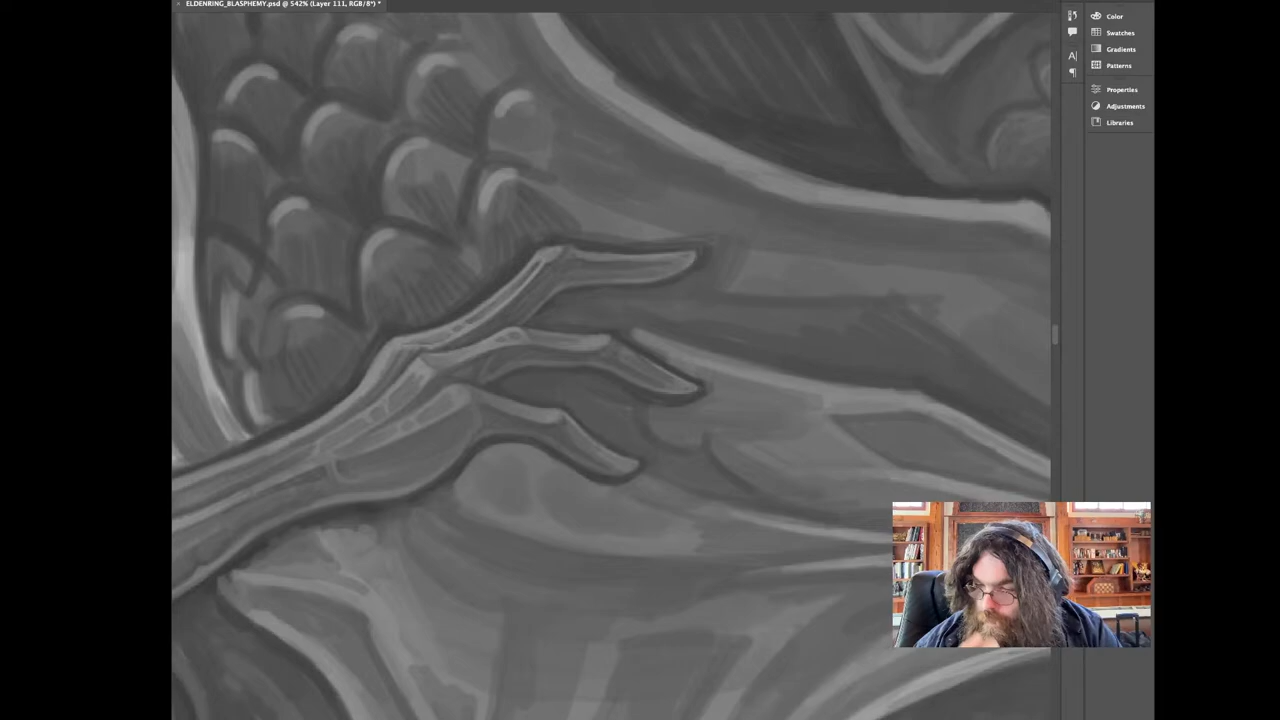 × ELDENRING_BLASPHEMY.psd @ 542% (Layer 111, RGB/8*) *
Color
Swatches
Gradients
Patterns
Properties
Adjustments
Libraries